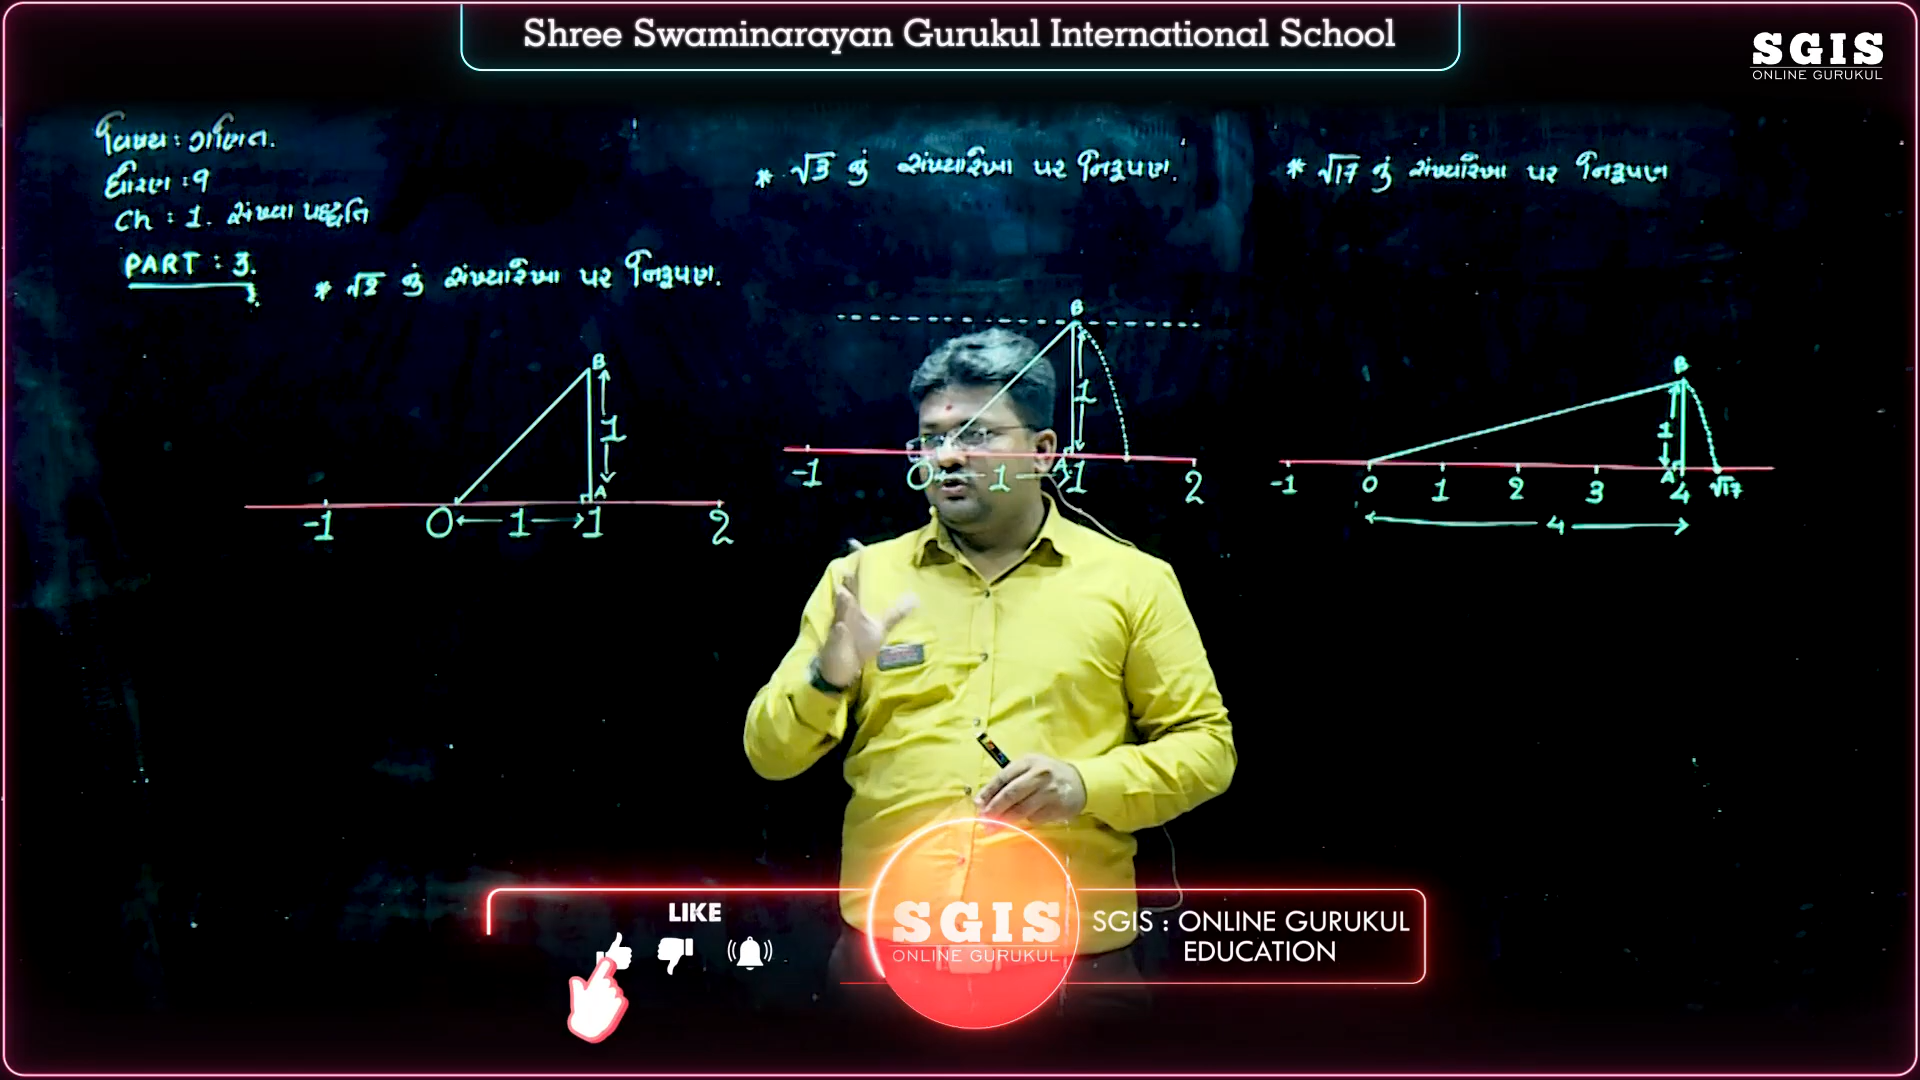 Shree Swaminarayan Gurukul International School
SGIS
ONLINE GURUKUL
વિષય : ગણિત.
ધોરણ : ૧
Ch : 1. સંખ્યા પદ્ધતિ
PART : 3.
* √2 નું સંખ્યારેખા પર નિરૂપણ.
* √3 નું સંખ્યારેખા પર નિરૂપણ.
* √17 નું સંખ્યારેખા પર નિરૂપણ
B
1
A
-1 0 1 1 2
B
1
A
-1 0 1 1 2
B
1
A
-1 0 1 2 3 4 √17
4
LIKE
SGIS
ONLINE GURUKUL
SGIS : ONLINE GURUKUL
EDUCATION